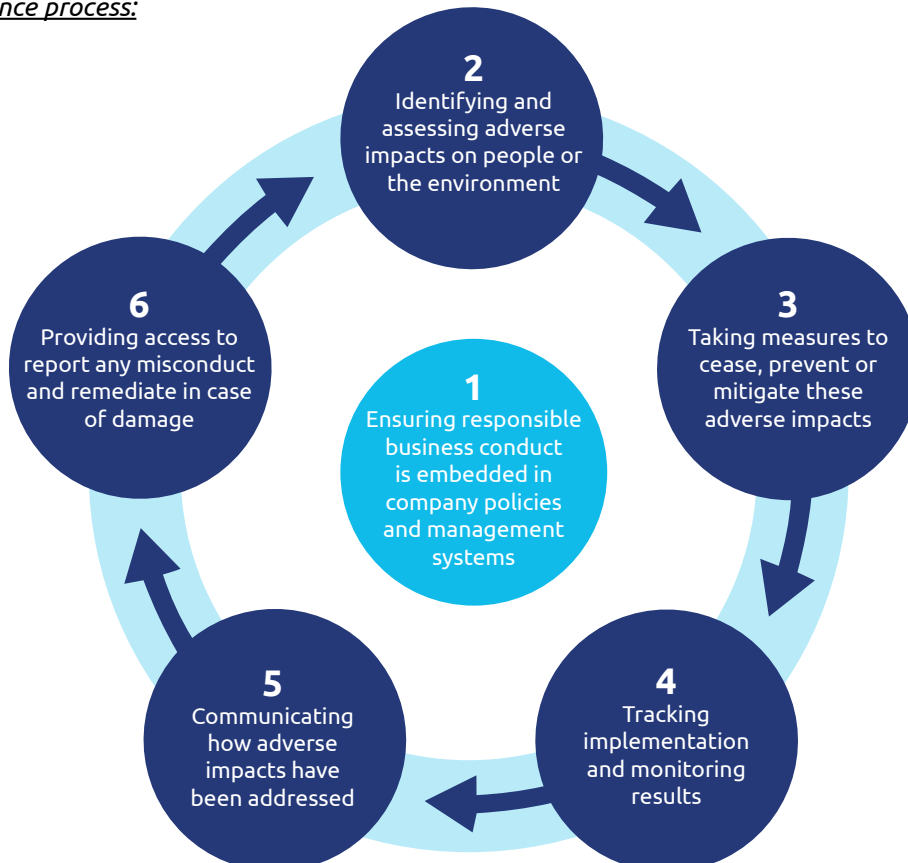 ence process:
2
Identifying and
assessing adverse
impacts on people or
the environment
3
Taking measures to
cease, prevent or
mitigate these
adverse impacts
4
Tracking
implementation
and monitoring
results
5
Communicating
how adverse
impacts have
been addressed
6
Providing access to
report any misconduct
and remediate in case
of damage
1
Ensuring responsible
business conduct
is embedded in
company policies
and management
systems